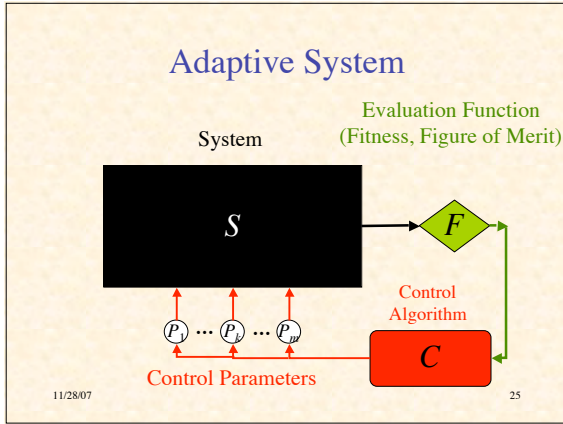 Adaptive System
Evaluation Function
(Fitness, Figure of Merit)
System
S
F
Control
Algorithm
P1 ... Pk ... Pm
C
Control Parameters
11/28/07
25